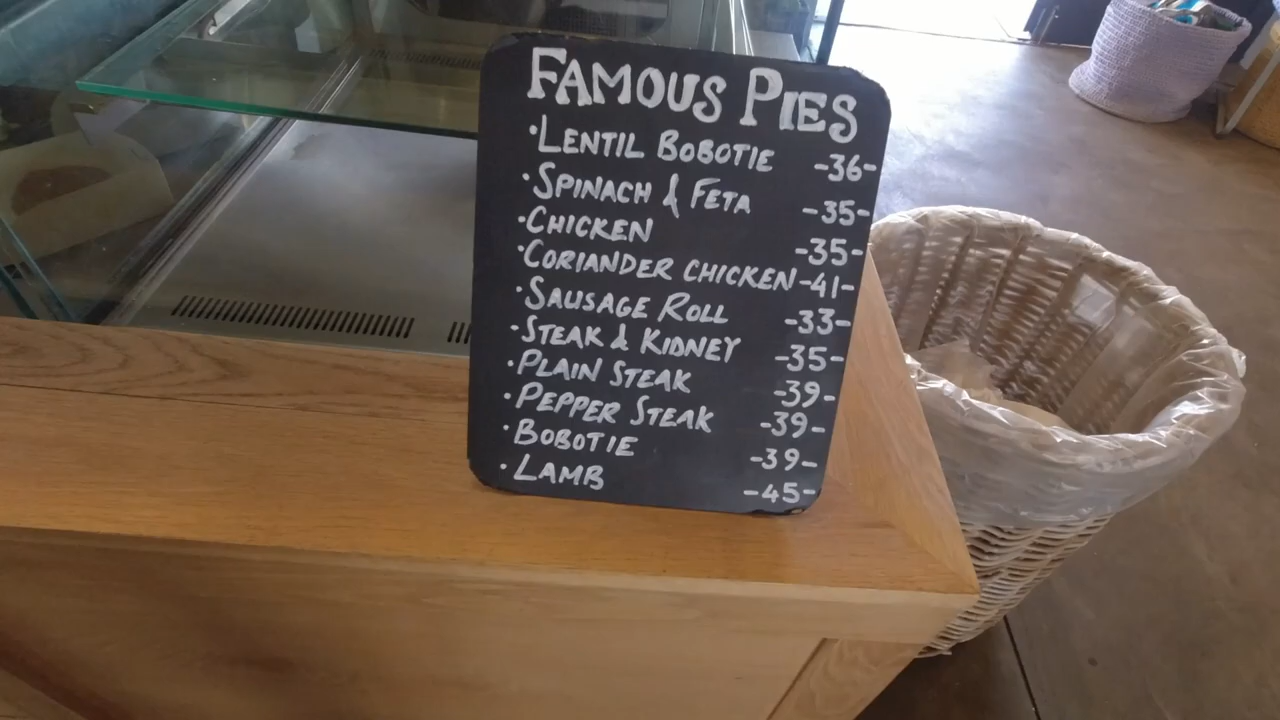 FAMOUS PIES
·LENTIL BOBOTIE -36-
·SPINACH & FETA -35-
·CHICKEN -35-
·CORIANDER CHICKEN -41-
·SAUSAGE ROLL -33-
·STEAK & KIDNEY -35-
·PLAIN STEAK -39-
·PEPPER STEAK -39-
·BOBOTIE -39-
·LAMB -45-